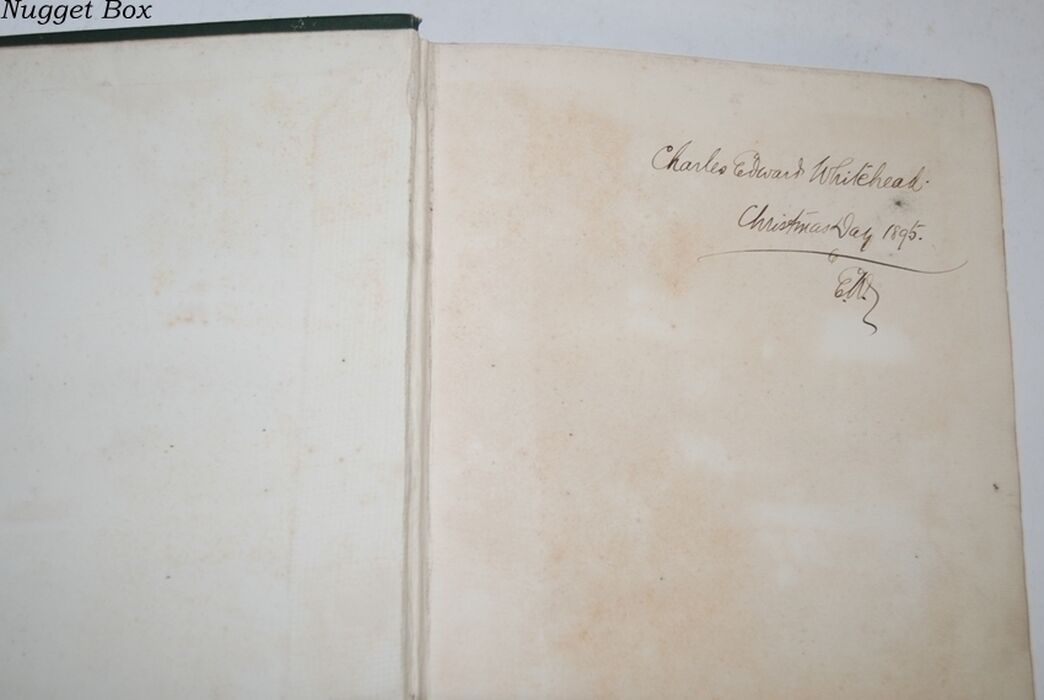 Nugget Box
Charles Edward Whitehead.
Christmas Day 1895.
E.W.